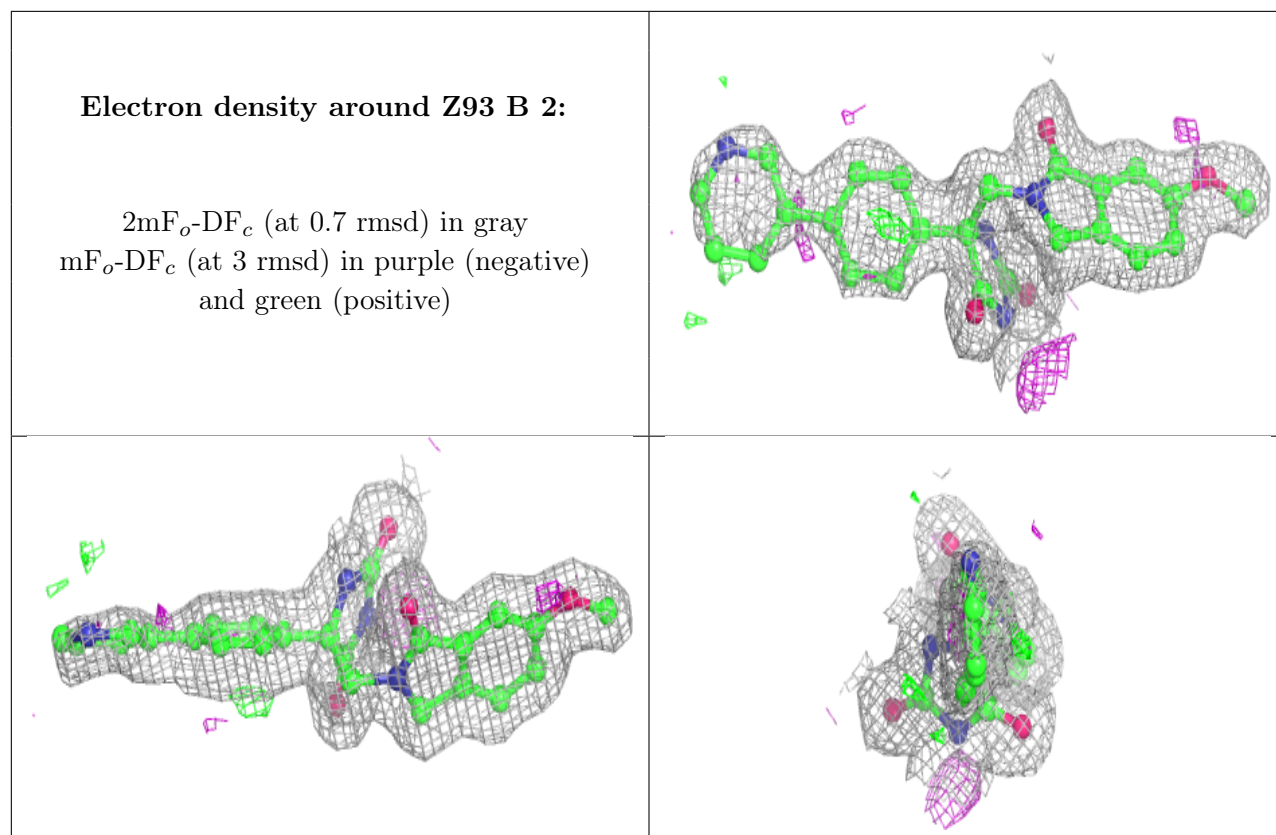 Electron density around Z93 B 2:
2mFo-DFc (at 0.7 rmsd) in gray
mFo-DFc (at 3 rmsd) in purple (negative)
and green (positive)